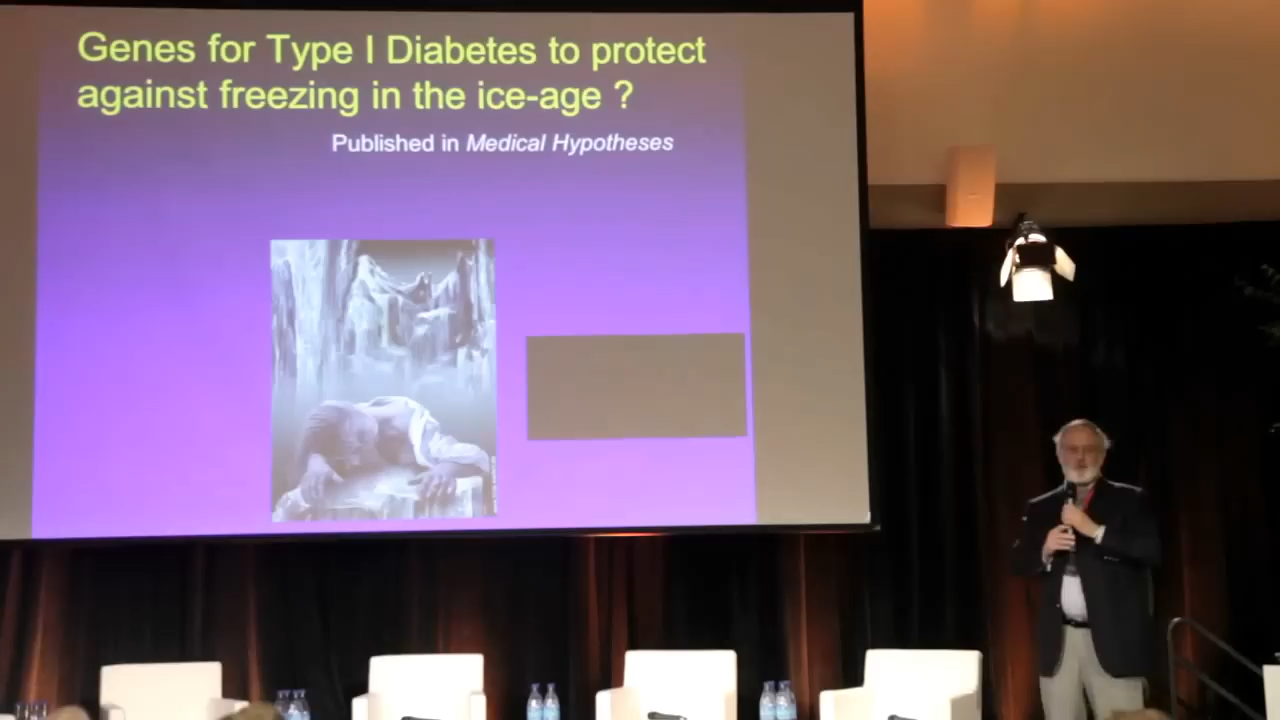 Genes for Type I Diabetes to protect
against freezing in the ice-age ?
Published in Medical Hypotheses